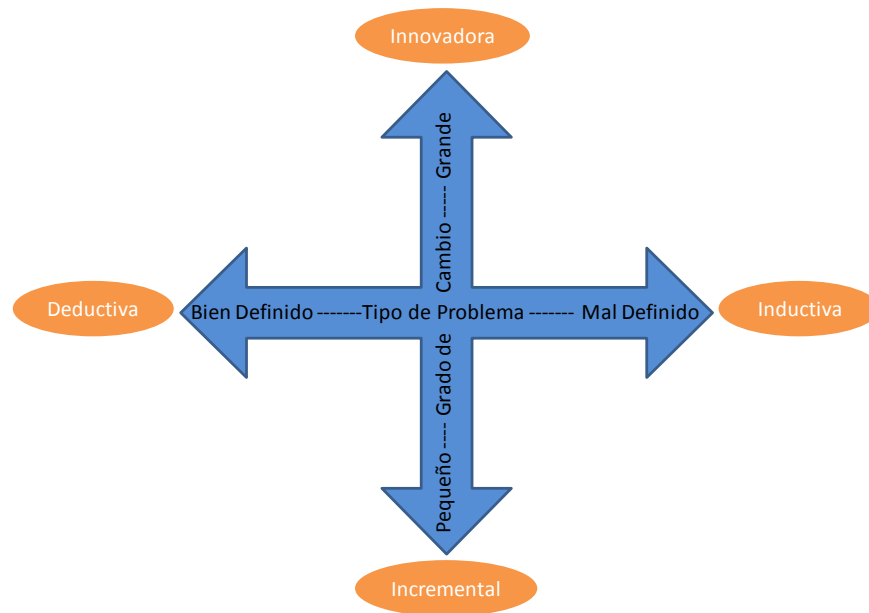 Innovadora
Pequeño ---- Grado de Cambio ------ Grande
Deductiva
Bien Definido -------Tipo de Problema ------- Mal Definido
Inductiva
Incremental